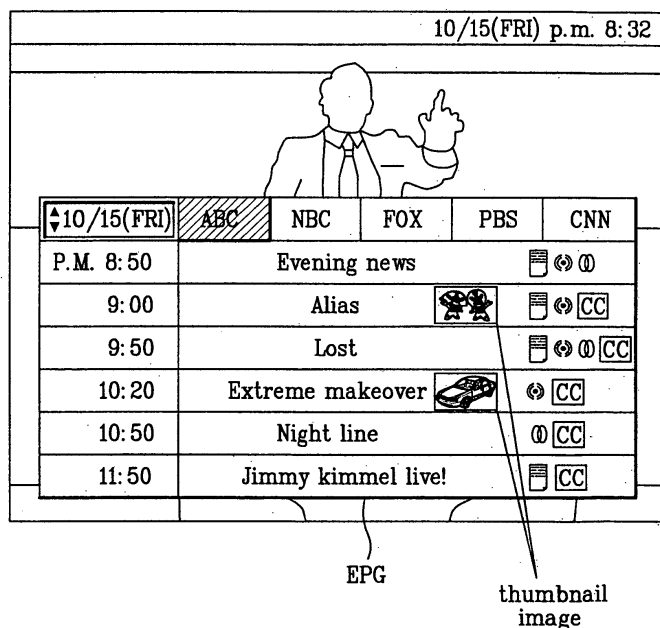 10/15(FRI) p.m. 8:32
10/15(FRI) ABC NBC FOX PBS CNN
P.M. 8:50 Evening news
9:00 Alias CC
9:50 Lost CC
10:20 Extreme makeover CC
10:50 Night line CC
11:50 Jimmy kimmel live! CC
EPG
thumbnail
image